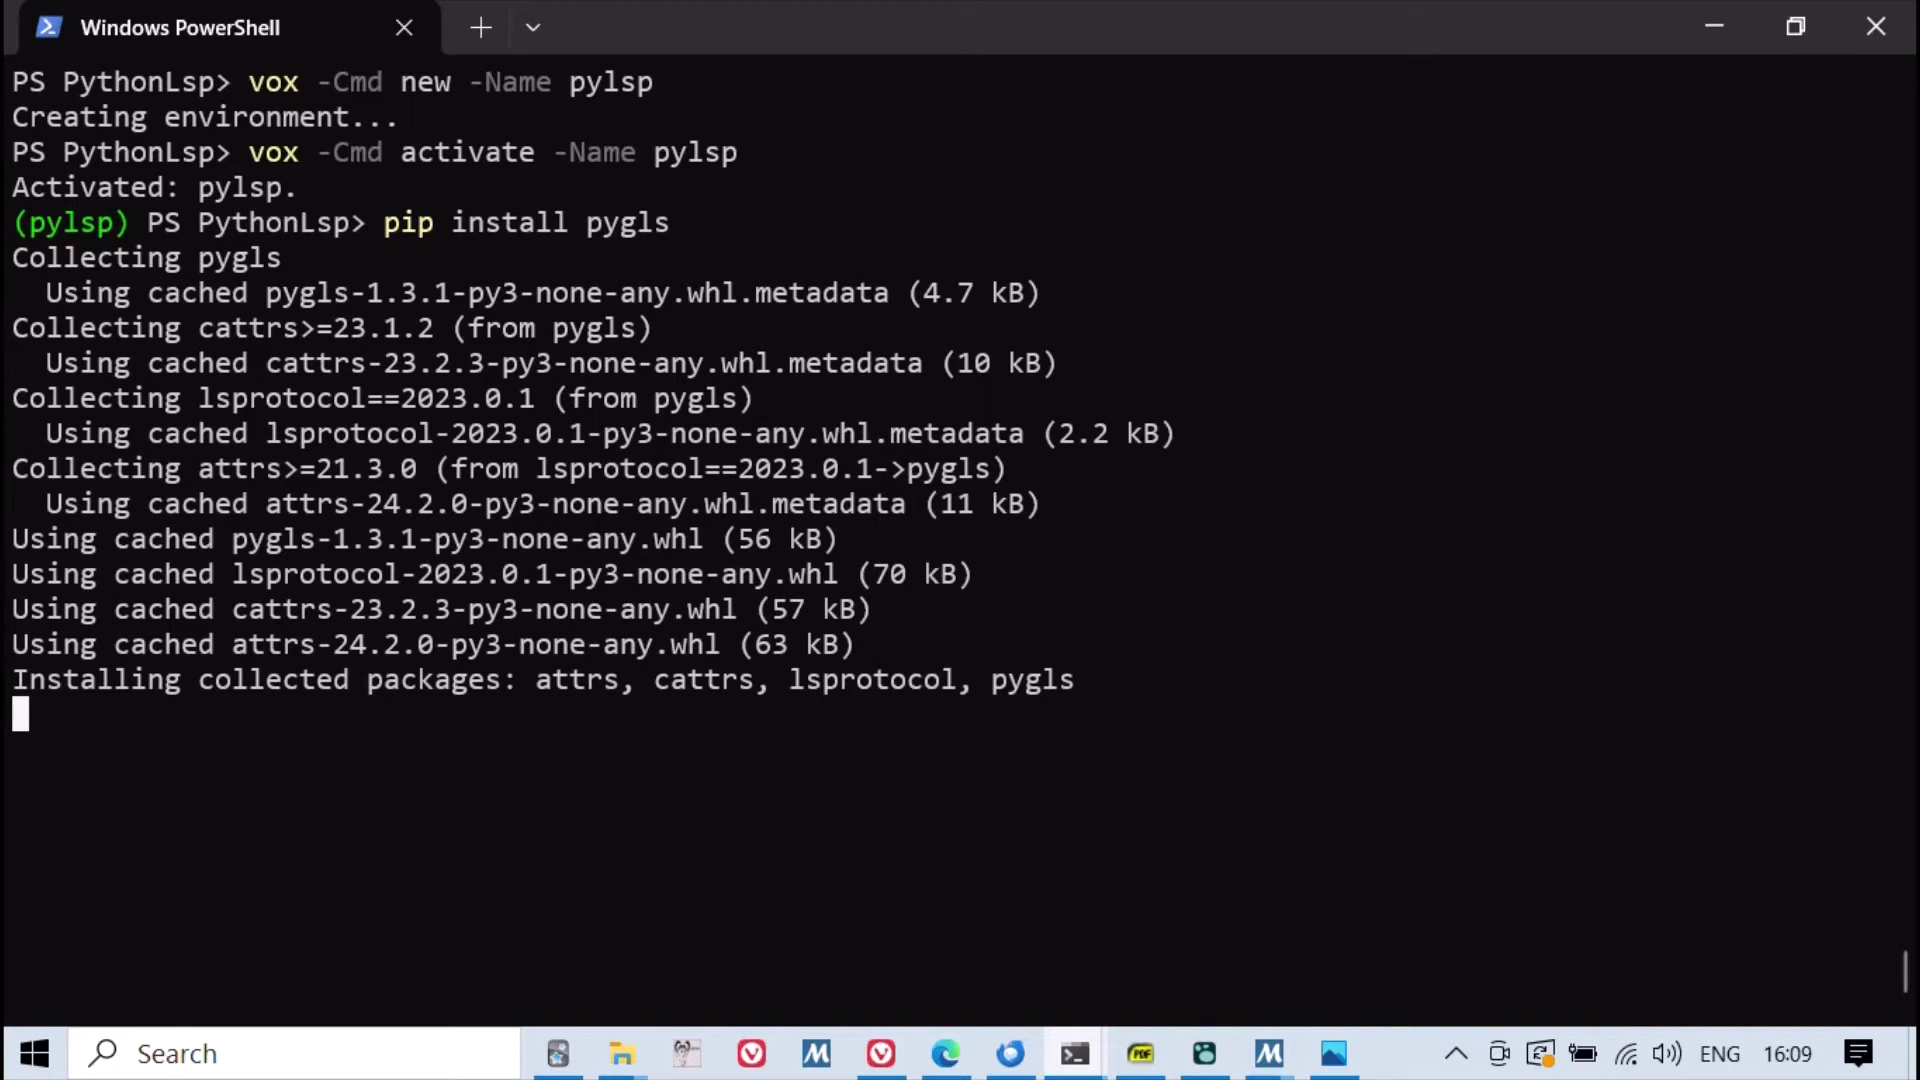 Windows PowerShell
PS PythonLsp> vox -Cmd new -Name pylsp
Creating environment...
PS PythonLsp> vox -Cmd activate -Name pylsp
Activated: pylsp.
(pylsp) PS PythonLsp> pip install pygls
Collecting pygls
  Using cached pygls-1.3.1-py3-none-any.whl.metadata (4.7 kB)
Collecting cattrs>=23.1.2 (from pygls)
  Using cached cattrs-23.2.3-py3-none-any.whl.metadata (10 kB)
Collecting lsprotocol==2023.0.1 (from pygls)
  Using cached lsprotocol-2023.0.1-py3-none-any.whl.metadata (2.2 kB)
Collecting attrs>=21.3.0 (from lsprotocol==2023.0.1->pygls)
  Using cached attrs-24.2.0-py3-none-any.whl.metadata (11 kB)
Using cached pygls-1.3.1-py3-none-any.whl (56 kB)
Using cached lsprotocol-2023.0.1-py3-none-any.whl (70 kB)
Using cached cattrs-23.2.3-py3-none-any.whl (57 kB)
Using cached attrs-24.2.0-py3-none-any.whl (63 kB)
Installing collected packages: attrs, cattrs, lsprotocol, pygls
Search PDF ENG 16:09